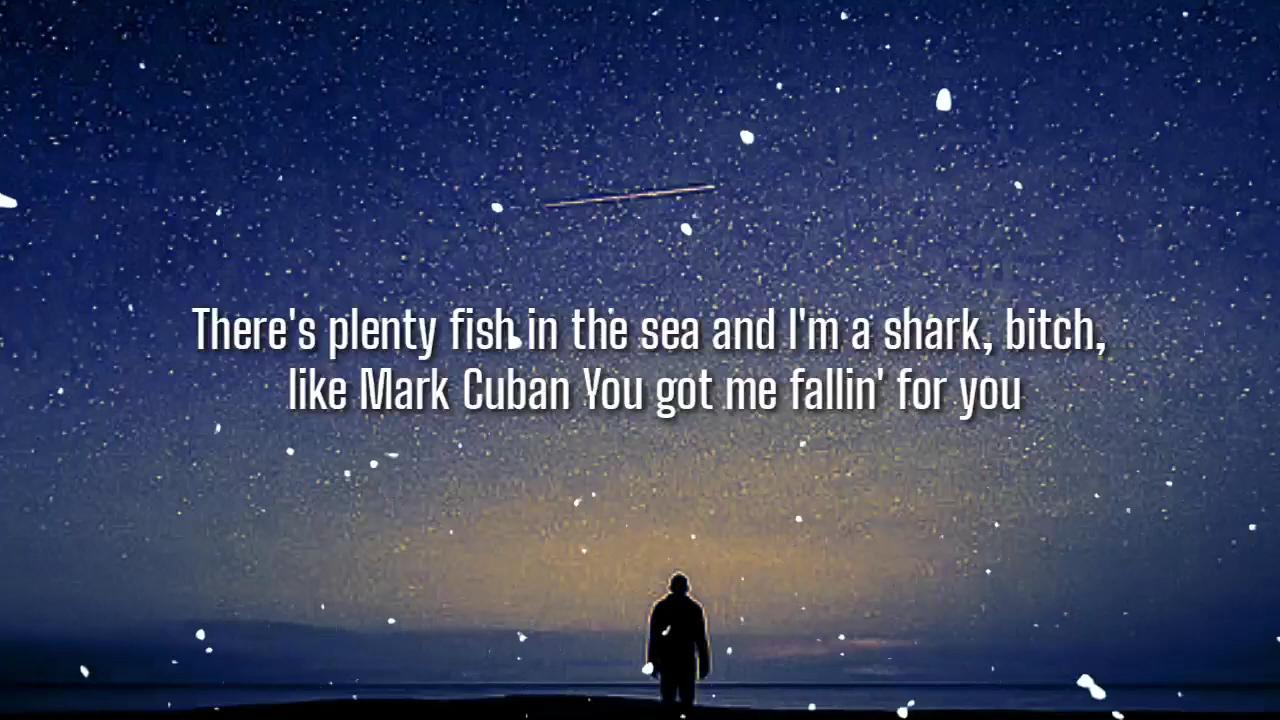 There's plenty fish in the sea and I'm a shark, bitch,
like Mark Cuban You got me fallin' for you